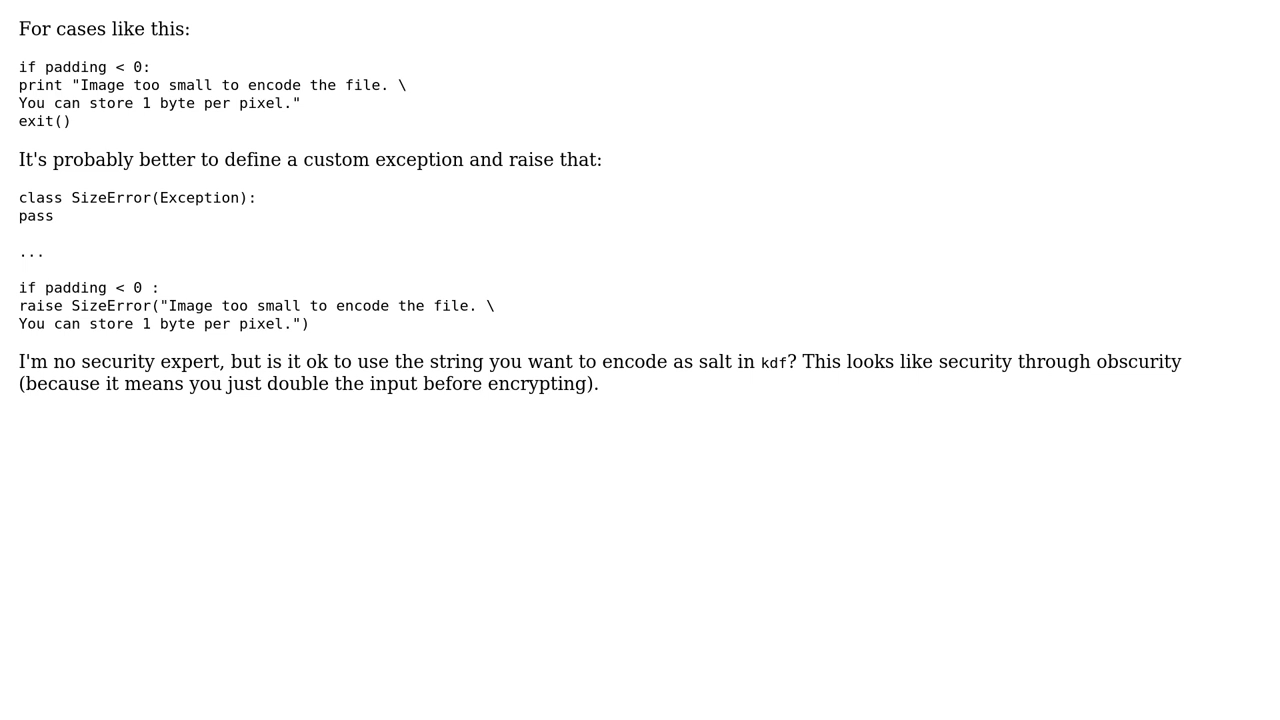 For cases like this:
if padding < 0:
print "Image too small to encode the file. \
You can store 1 byte per pixel."
exit()
It's probably better to define a custom exception and raise that:
class SizeError(Exception):
pass
...
if padding < 0 :
raise SizeError("Image too small to encode the file. \
You can store 1 byte per pixel.")
I'm no security expert, but is it ok to use the string you want to encode as salt in kdf? This looks like security through obscurity
(because it means you just double the input before encrypting).